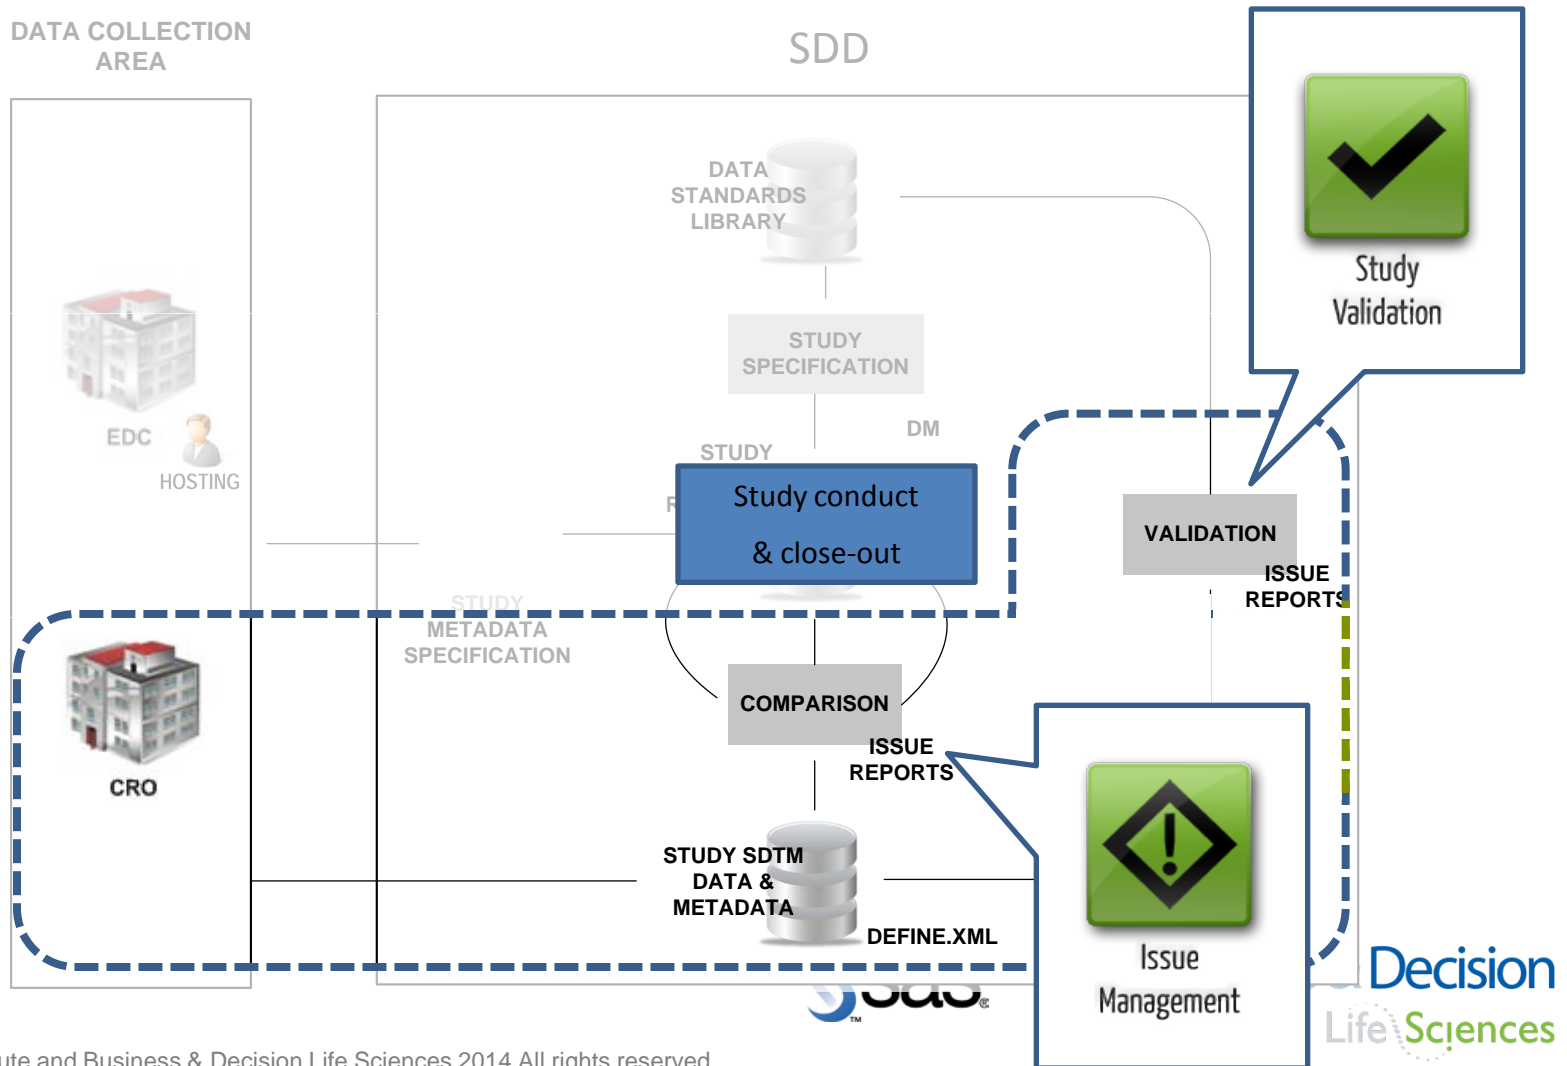 DATA COLLECTION
AREA
SDD
DATA
STANDARDS
LIBRARY
Study
Validation
STUDY
SPECIFICATION
EDC
HOSTING
DM
STUDY
R
Study conduct
& close-out
VALIDATION
ISSUE
REPORTS
STUDY
METADATA
SPECIFICATION
CRO
COMPARISON
ISSUE
REPORTS
STUDY SDTM
DATA &
METADATA
DEFINE.XML
Issue
Management
sas®
TM
Decision
Life Sciences
ute and Business & Decision Life Sciences 2014 All rights reserved